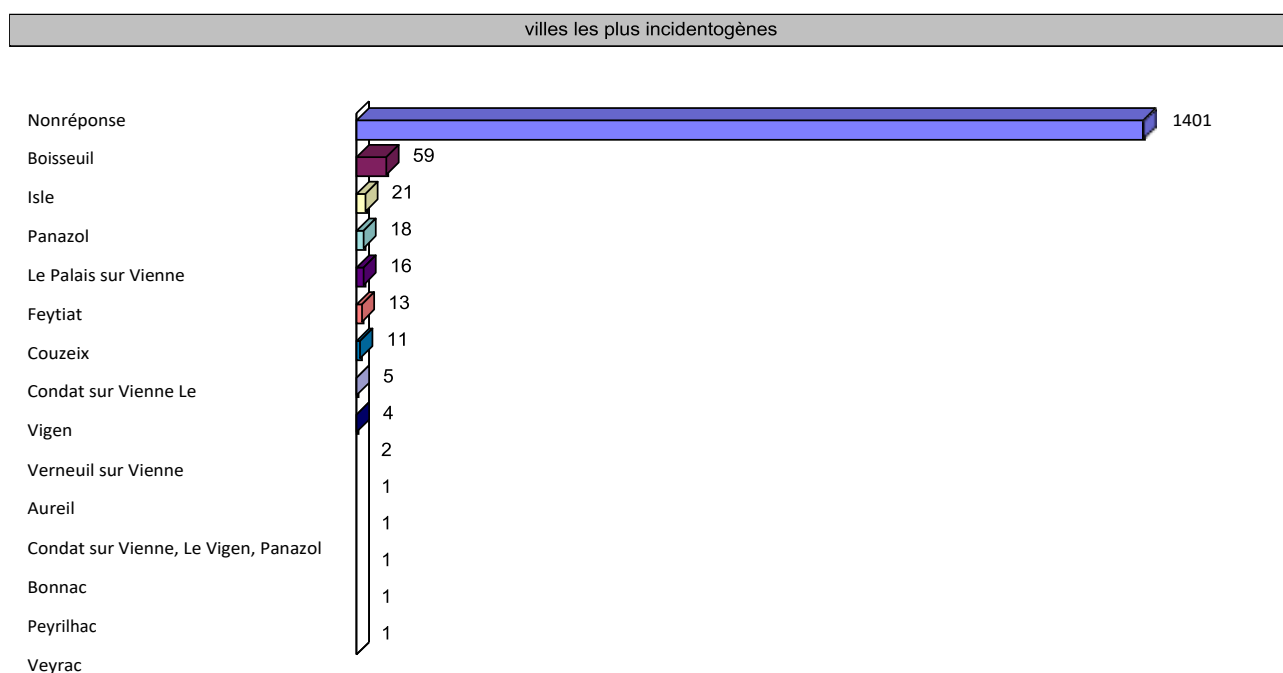 villes les plus incidentogènes
Nonréponse 1401
Boisseuil 59
Isle 21
Panazol 18
Le Palais sur Vienne 16
Feytiat 13
Couzeix 11
Condat sur Vienne Le 5
Vigen 4
Verneuil sur Vienne 2
Aureil 1
Condat sur Vienne, Le Vigen, Panazol 1
Bonnac 1
Peyrilhac 1
Veyrac 1